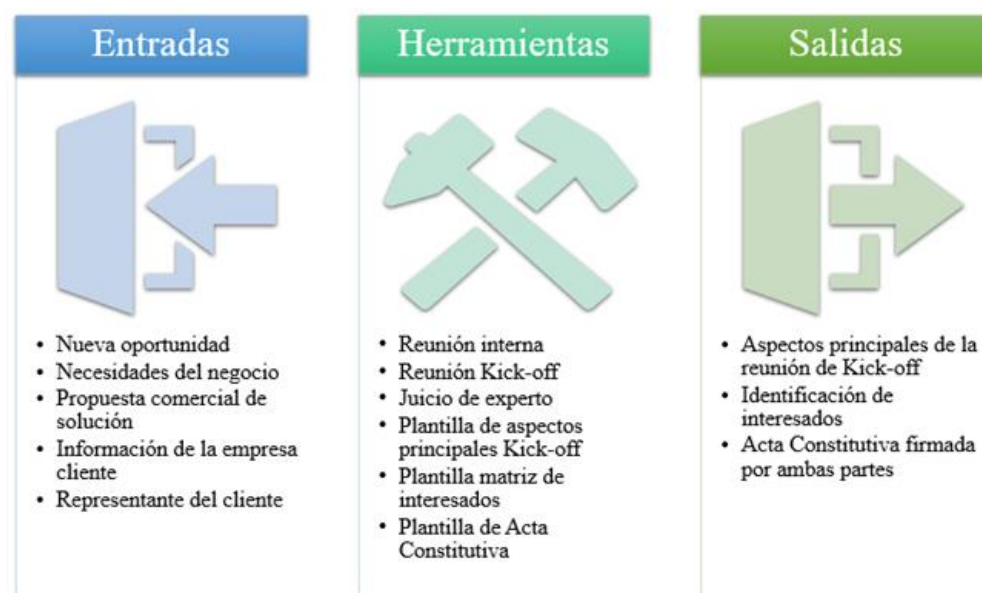 Entradas
• Nueva oportunidad
• Necesidades del negocio
• Propuesta comercial de
solución
• Información de la empresa
cliente
• Representante del cliente
Herramientas
• Reunión interna
• Reunión Kick-off
• Juicio de experto
• Plantilla de aspectos
principales Kick-off
• Plantilla matriz de
interesados
• Plantilla de Acta
Constitutiva
Salidas
• Aspectos principales de la
reunión de Kick-off
• Identificación de
interesados
• Acta Constitutiva firmada
por ambas partes